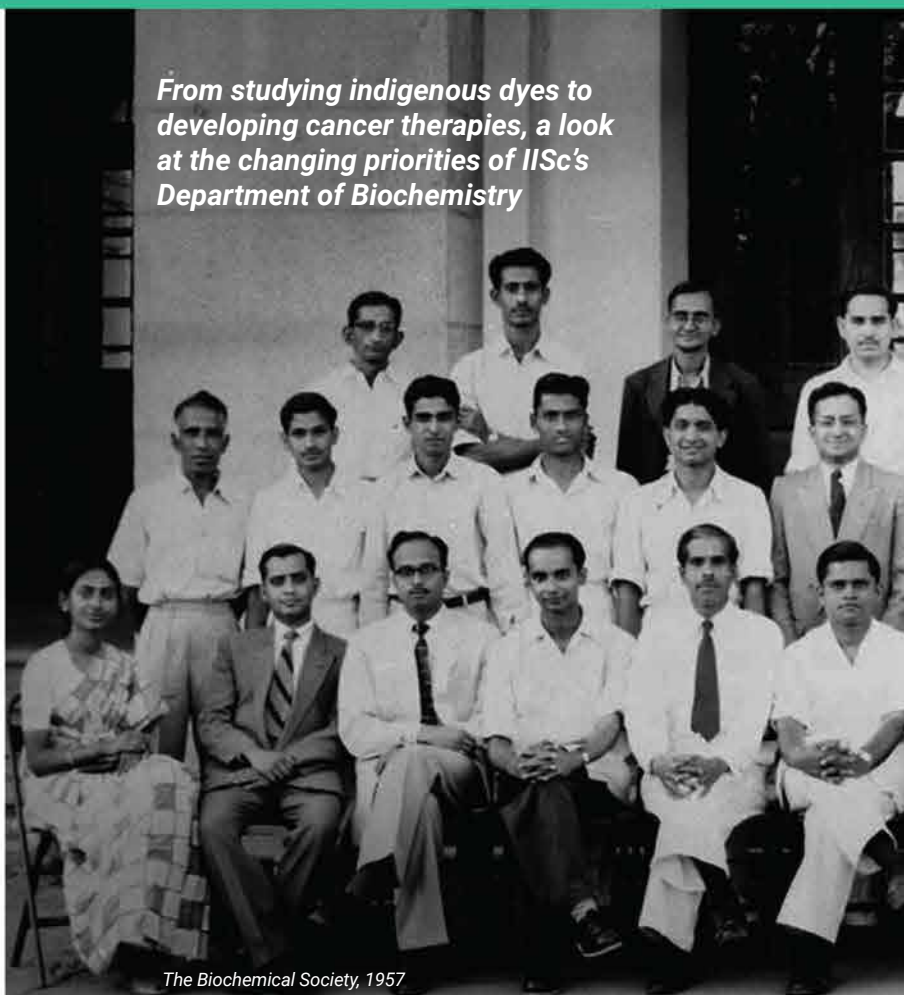 From studying indigenous dyes to
developing cancer therapies, a look
at the changing priorities of IISc's
Department of Biochemistry
The Biochemical Society, 1957